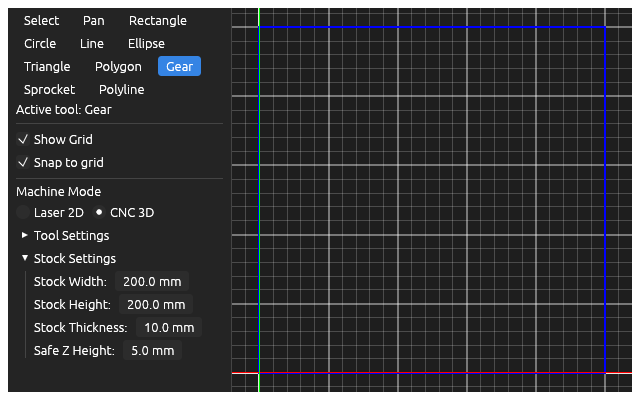 Select Pan Rectangle
Circle Line Ellipse
Triangle Polygon Gear
Sprocket Polyline
Active tool: Gear
Show Grid
Snap to grid
Machine Mode
Laser 2D CNC 3D
Tool Settings
Stock Settings
Stock Width: 200.0 mm
Stock Height: 200.0 mm
Stock Thickness: 10.0 mm
Safe Z Height: 5.0 mm